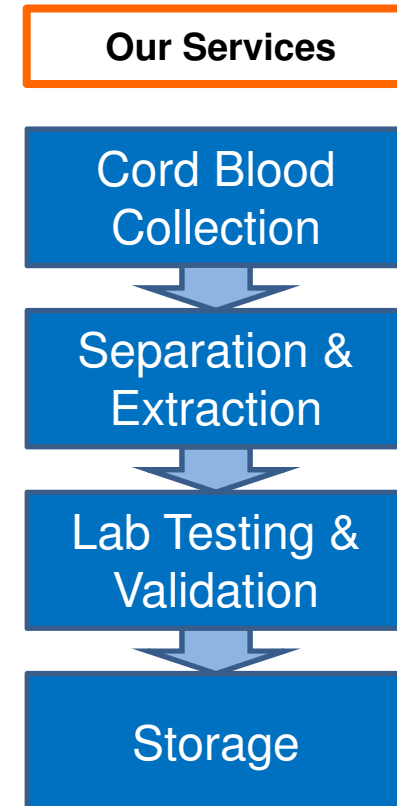 Our Services
Cord Blood
Collection
Separation &
Extraction
Lab Testing &
Validation
Storage